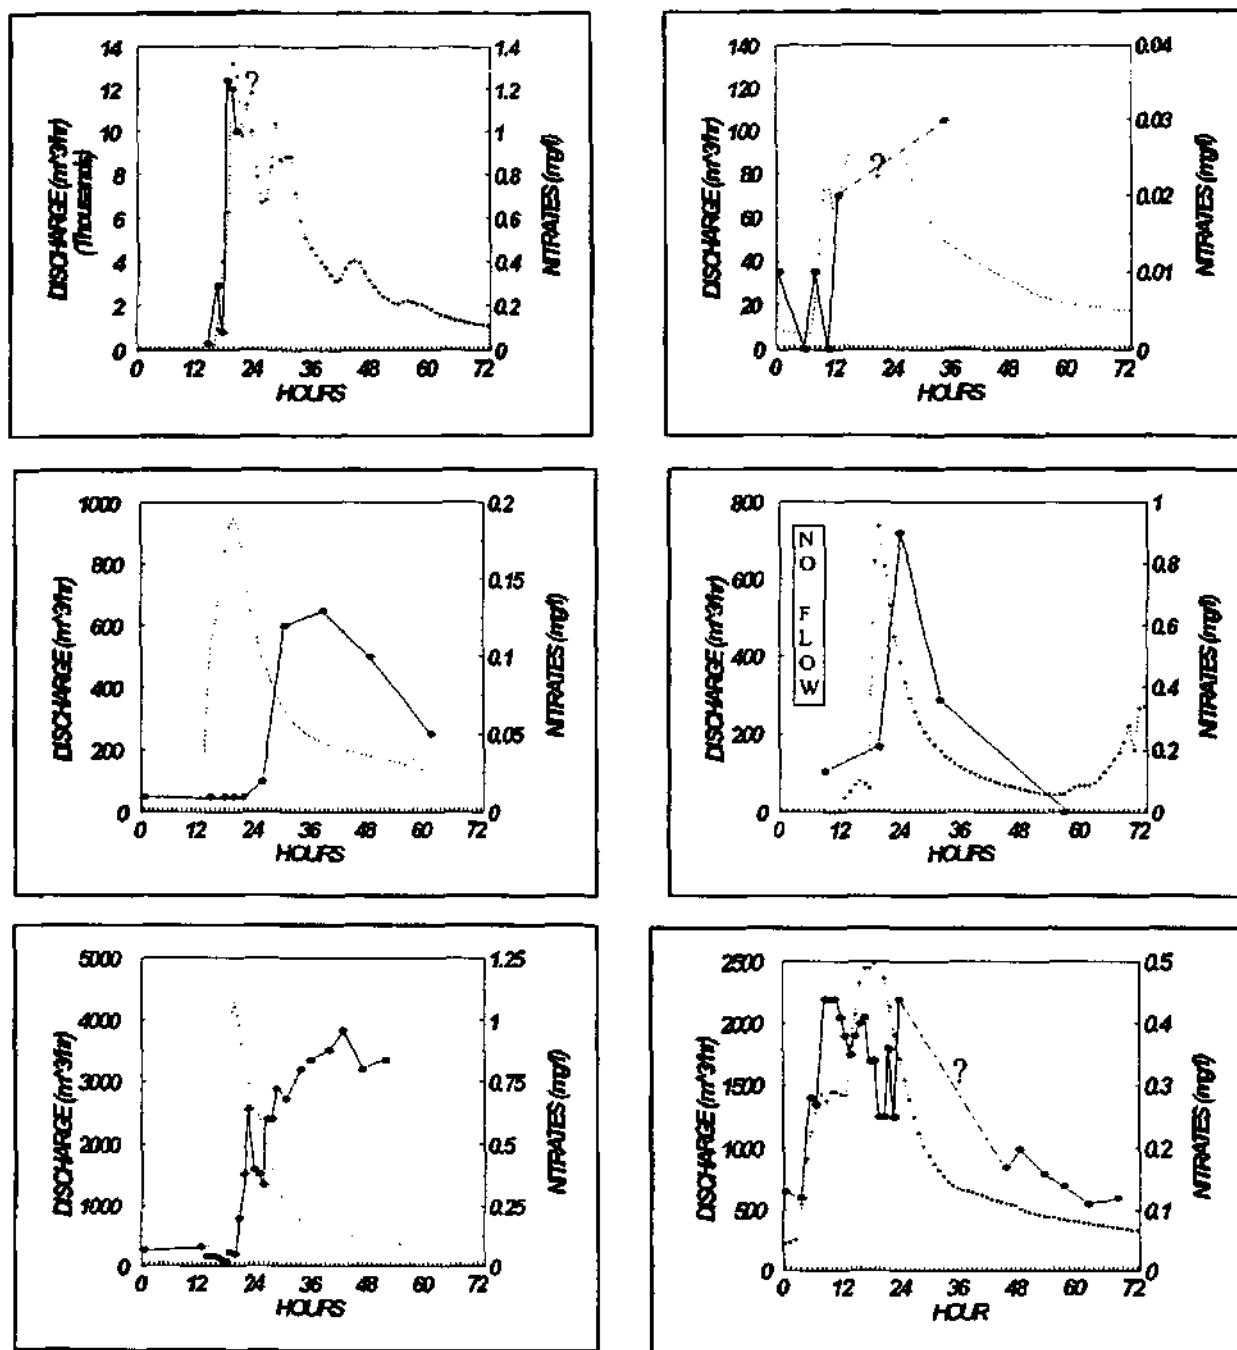 14
12
10
8
6
4
2
0
1.4
1.2
1
0.8
0.6
0.4
0.2
0
?
DISCHARGE (m^3/hr)
(Thousands)
NITRATES (mg/l)
0 12 24 36 48 60 72
HOURS
140
120
100
80
60
40
20
0
0.04
0.03
0.02
0.01
0
?
DISCHARGE (m^3/hr)
NITRATES (mg/l)
0 12 24 36 48 60 72
HOURS
1000
800
600
400
200
0
0.2
0.15
0.1
0.05
0
DISCHARGE (m^3/hr)
NITRATES (mg/l)
0 12 24 36 48 60 72
HOURS
800
600
400
200
0
1
0.8
0.6
0.4
0.2
0
NO
FLOW
DISCHARGE (m^3/hr)
NITRATES (mg/l)
0 12 24 36 48 60 72
HOURS
5000
4000
3000
2000
1000
0
1.25
1
0.75
0.5
0.25
0
DISCHARGE (m^3/hr)
NITRATES (mg/l)
0 12 24 36 48 60 72
HOURS
2500
2000
1500
1000
500
0
0.5
0.4
0.3
0.2
0.1
0
?
DISCHARGE (m^3/hr)
NITRATES (mg/l)
0 12 24 36 48 60 72
HOUR